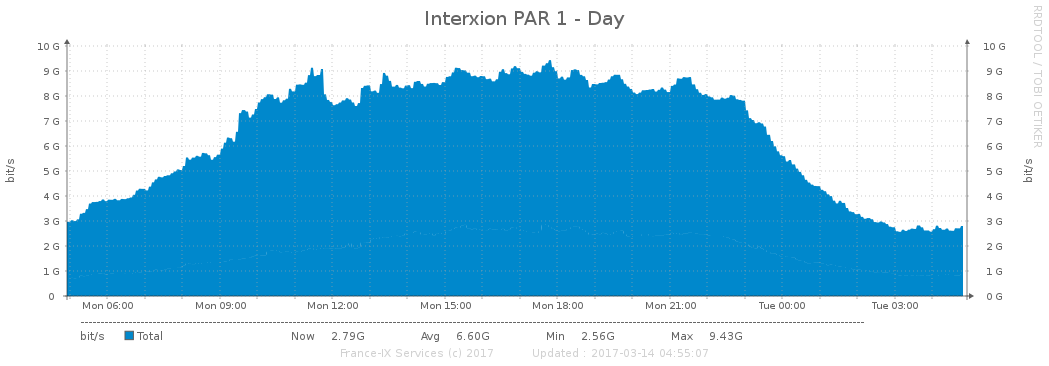 Interxion PAR 1 - Day
RRDTOOL / TOBI OETIKER
10 G 10 G
9 G 9 G
8 G 8 G
7 G 7 G
6 G 6 G
5 G 5 G
bit/s bit/s
4 G 4 G
3 G 3 G
2 G 2 G
1 G 1 G
0 0 G
Mon 06:00 Mon 09:00 Mon 12:00 Mon 15:00 Mon 18:00 Mon 21:00 Tue 00:00 Tue 03:00
bit/s Total Now 2.79G Avg 6.60G Min 2.56G Max 9.43G
France-IX Services (c) 2017 Updated : 2017-03-14 04:55:07